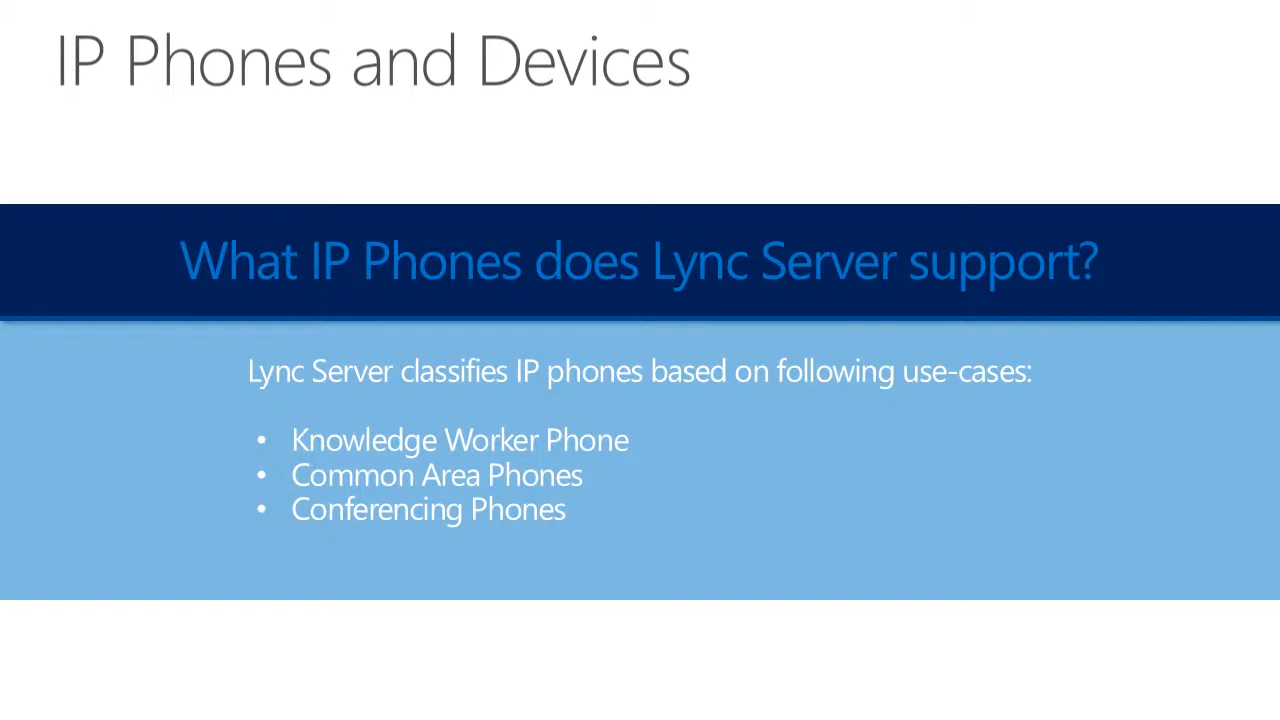 IP Phones and Devices
What IP Phones does Lync Server support?
Lync Server classifies IP phones based on following use-cases:
• Knowledge Worker Phone
• Common Area Phones
• Conferencing Phones